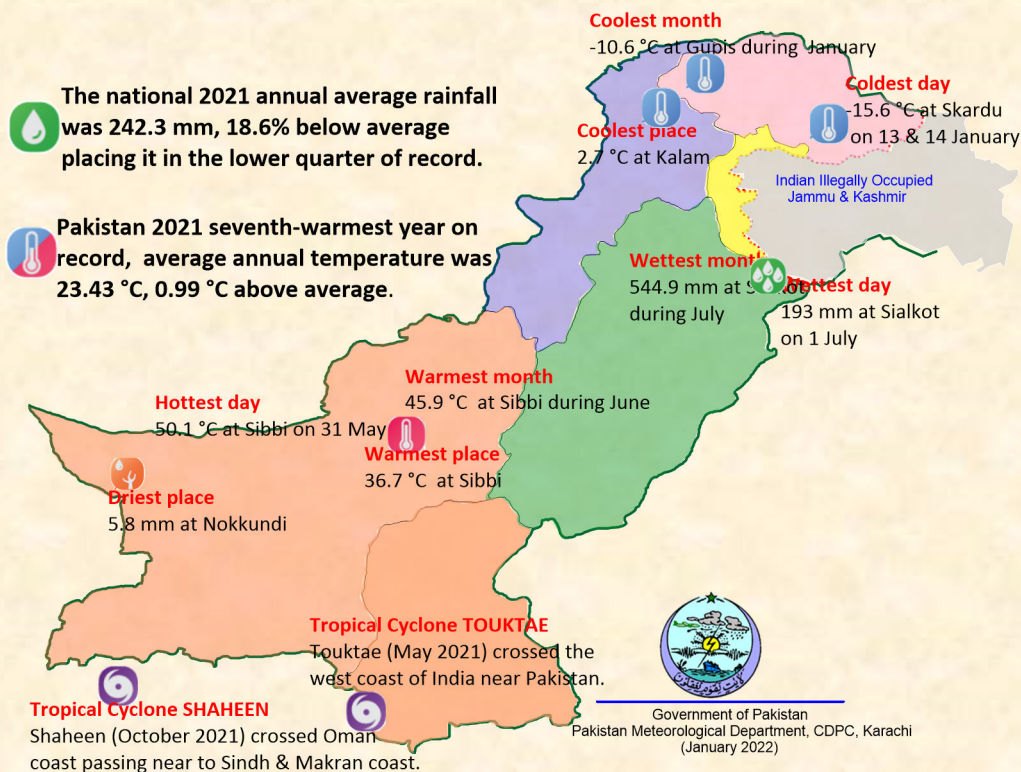 Coolest month
-10.6 °C at Gupis during January
The national 2021 annual average rainfall
was 242.3 mm, 18.6% below average
placing it in the lower quarter of record.
Coldest day
-15.6 °C at Skardu
on 13 & 14 January
Coolest place
2.7 °C at Kalam
Indian Illegally Occupied
Jammu & Kashmir
Pakistan 2021 seventh-warmest year on
record, average annual temperature was
23.43 °C, 0.99 °C above average.
Wettest month
544.9 mm at Sialkot
during July
Wettest day
193 mm at Sialkot
on 1 July
Warmest month
45.9 °C at Sibbi during June
Hottest day
50.1 °C at Sibbi on 31 May
Warmest place
36.7 °C at Sibbi
Driest place
5.8 mm at Nokkundi
Tropical Cyclone TOUKTAE
Touktae (May 2021) crossed the
west coast of India near Pakistan.
Tropical Cyclone SHAHEEN
Shaheen (October 2021) crossed Oman
coast passing near to Sindh & Makran coast.
Government of Pakistan
Pakistan Meteorological Department, CDPC, Karachi
(January 2022)